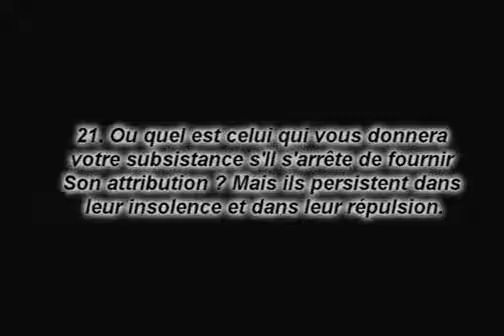 21. Ou quel est celui qui vous donnera
votre subsistance s'Il s'arrête de fournir
Son attribution ? Mais ils persistent dans
leur insolence et dans leur répulsion.